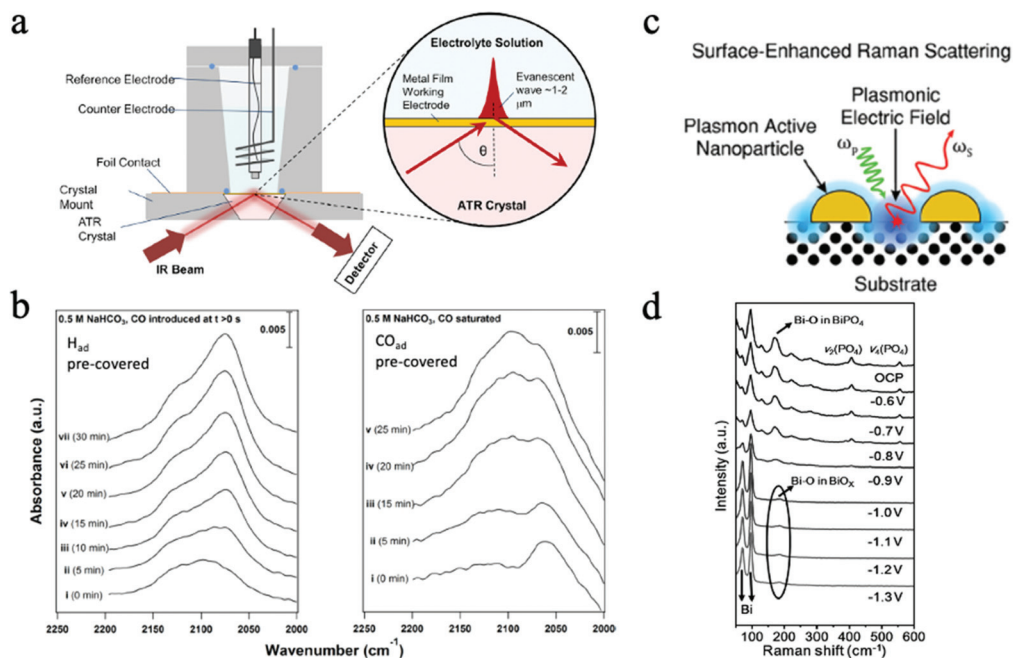 a
Reference Electrode
Counter Electrode
Foil Contact
Crystal
Mount
ATR
Crystal
IR Beam
Detector
Electrolyte Solution
Metal Film
Working
Electrode
Evanescent
wave ~1-2
μm
θ
ATR Crystal
b
0.5 M NaHCO3, CO introduced at t >0 s
0.005
Had
pre-covered
vii (30 min)
vi (25 min)
v (20 min)
iv (15 min)
iii (10 min)
ii (5 min)
i (0 min)
Absorbance (a.u.)
2200 2150 2100 2050 2000
0.5 M NaHCO3, CO saturated
0.005
COad
pre-covered
v (25 min)
iv (20 min)
iii (15 min)
ii (5 min)
i (0 min)
2200 2150 2100 2050 2000
Wavenumber (cm-1)
c
Surface-Enhanced Raman Scattering
Plasmon Active
Nanoparticle
Plasmonic
Electric Field
ωP
ωS
Substrate
d
Bi-O in BiPO4
ν2(PO4) ν4(PO4)
OCP
-0.6 V
-0.7 V
-0.8 V
-0.9 V
Bi-O in BiOX
-1.0 V
-1.1 V
-1.2 V
-1.3 V
Bi
Intensity (a.u.)
100 200 300 400 500 600
Raman shift (cm-1)